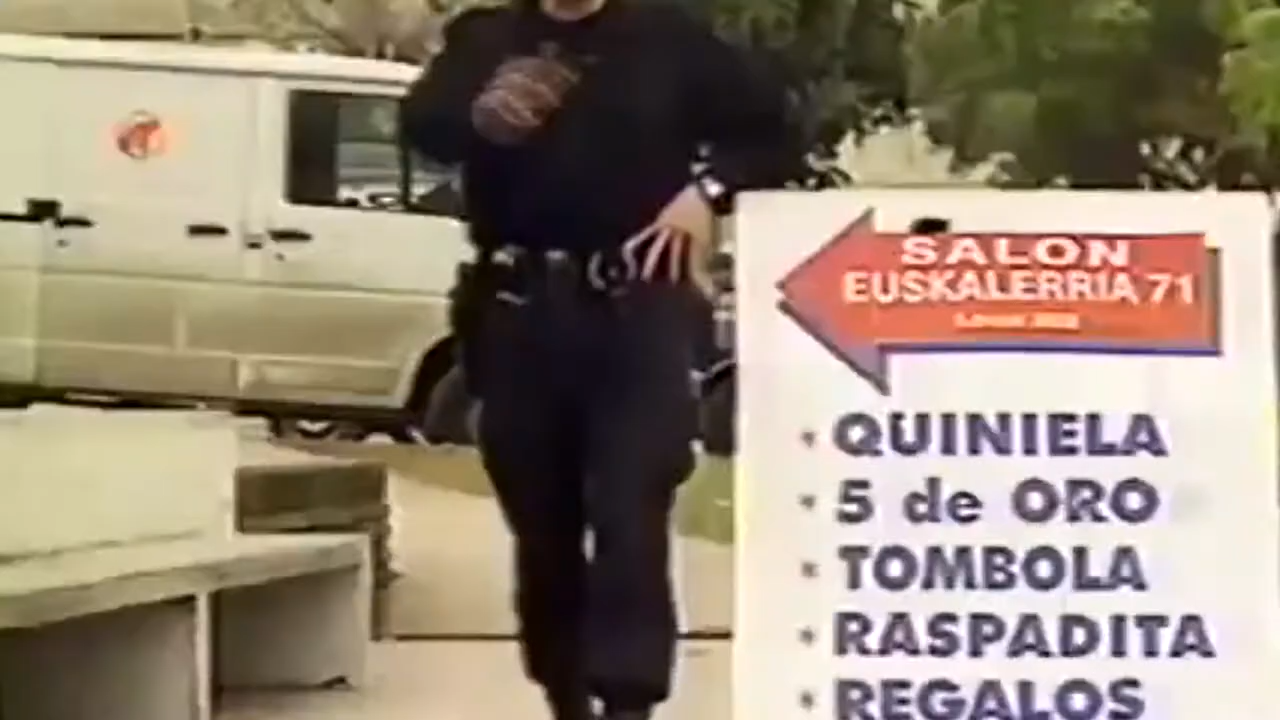 SALON
EUSKALERRIA 71
• QUINIELA
• 5 de ORO
• TOMBOLA
• RASPADITA
• REGALOS